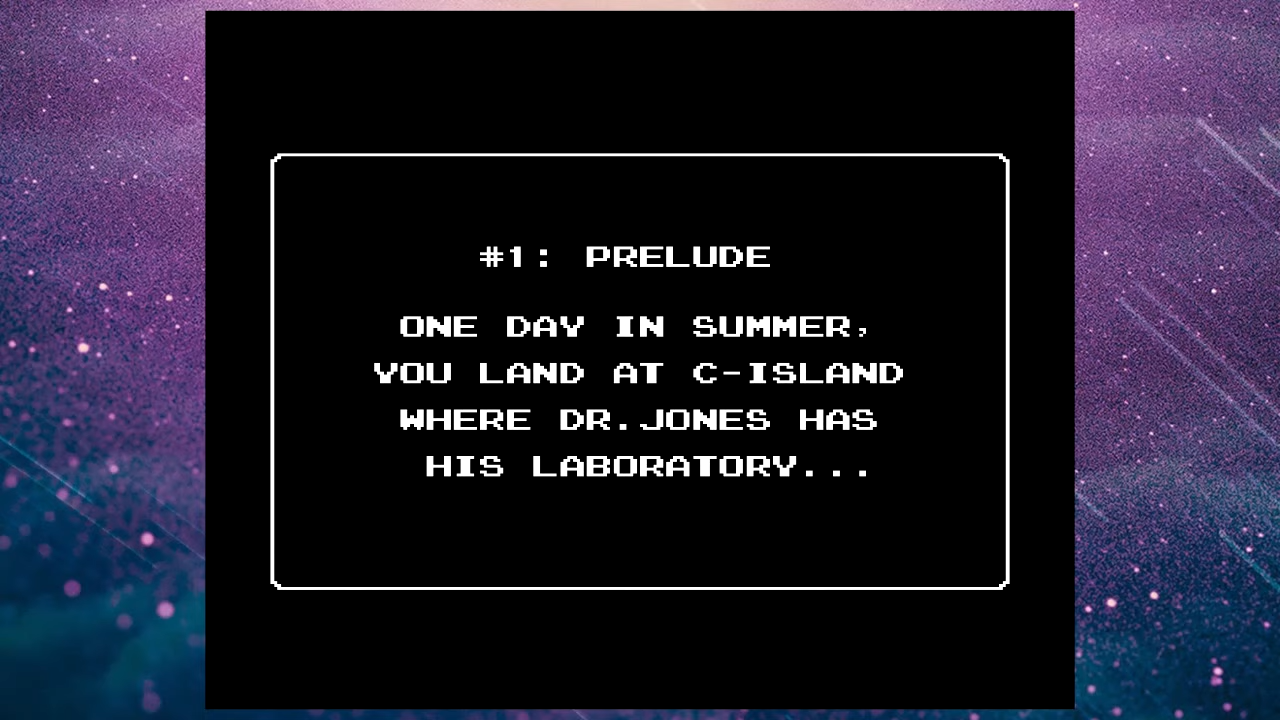 #1: PRELUDE
ONE DAY IN SUMMER,
YOU LAND AT C-ISLAND
WHERE DR.JONES HAS
HIS LABORATORY...